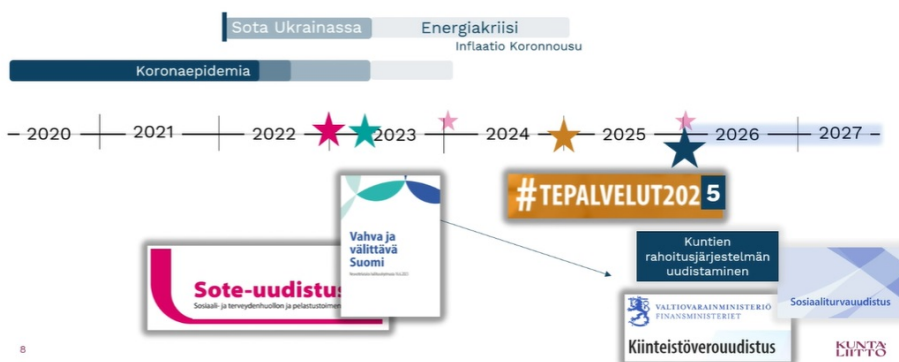 Sota Ukrainassa
Energiakriisi
Inflaatio Koronnousu
Koronaepidemia
2020
2021
2022
2023
2024
2025
2026
2027
#TEPALVELUT2025
Vahva ja
välittävä
Suomi
Sote-uudistus
Sosiaali- ja terveydenhuollon ja pelastustoimen
Kuntien
rahoitusjärjestelmän
uudistaminen
Sosiaaliturvauudistus
VALTIOVARAINMINISTERIÖ
FINANSMINISTERIET
Kiinteistöverouudistus
8
KUNTA
LIITTO